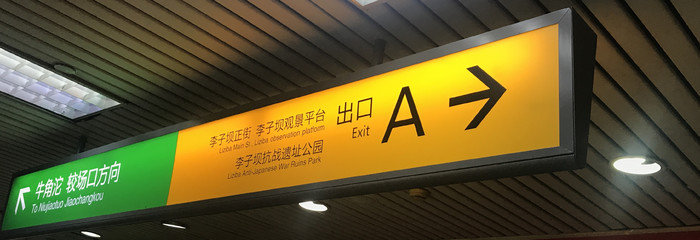 牛角沱 较场口方向
To Niujiaotuo Jiaochangkou
李子坝正街 李子坝观景平台
Liziba Main St., Liziba observation platform
李子坝抗战遗址公园
Liziba Anti-Japanese War Ruins Park
出口
Exit
A